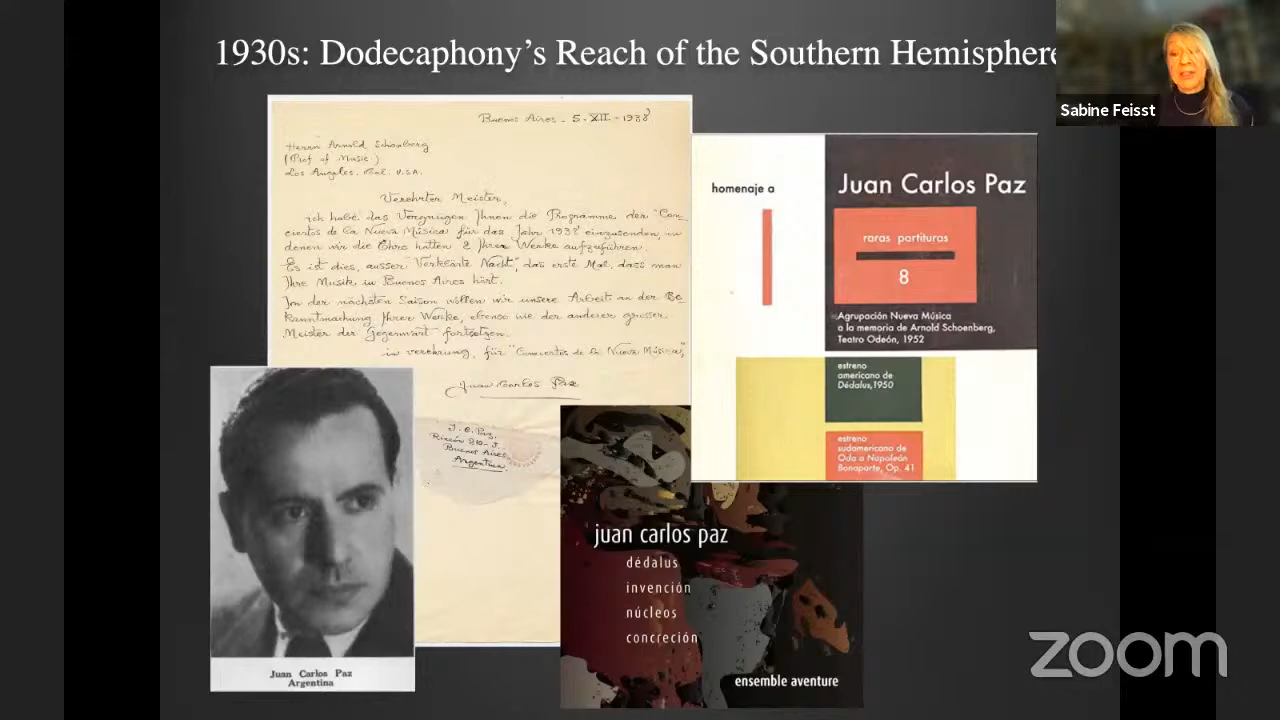 1930s: Dodecaphony's Reach of the Southern Hemisphere
Sabine Feisst
Buenos Aires - 5-XII-1938
Herrn Arnold Schönberg
(Prof of Music)
Los Angeles. Cal. U.S.A.
Verehrter Meister,
ich habe das Vergnügen Ihnen die Programme der "Con-
ciertos de la Nueva Música" für das Jahr 1938 einzusenden, in
denen wir die Ehre hatten 2 Ihrer Werke aufzuführen.
Es ist dies, ausser "Verklärte Nacht", das erste Mal, dass man
Ihre Musik in Buenos Aires hört.
In der nächsten Saison wollen wir unsere Arbeit an der Be-
kanntmachung Ihrer Werke, ebenso wie der anderer grosser
Meister der Gegenwart fortsetzen.
in verehrung, für "Conciertos de la Nueva Música",
Juan Carlos Paz
J. C. Paz.
Buenos Aires
Argentina
homenaje a
Juan Carlos Paz
raras partituras
8
Agrupación Nueva Música
a la memoria de Arnold Schoenberg,
Teatro Odeón, 1952
estreno
americano de
Dédalus,1950
estreno
sudamericano de
Oda a Napoleón
Bonaparte, Op. 41
Juan Carlos Paz
Argentina
juan carlos paz
dédalus
invención
núcleos
concreción
ensemble aventure
zoom